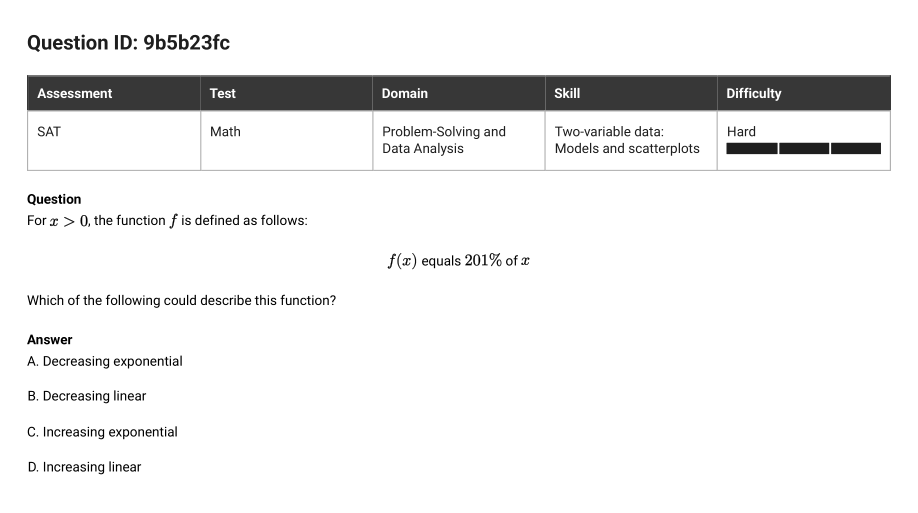 Question ID: 9b5b23fc
Assessment Test Domain Skill Difficulty
SAT Math Problem-Solving and Data Analysis Two-variable data: Models and scatterplots Hard
Question
For x > 0, the function f is defined as follows:
f(x) equals 201% of x
Which of the following could describe this function?
Answer
A. Decreasing exponential
B. Decreasing linear
C. Increasing exponential
D. Increasing linear